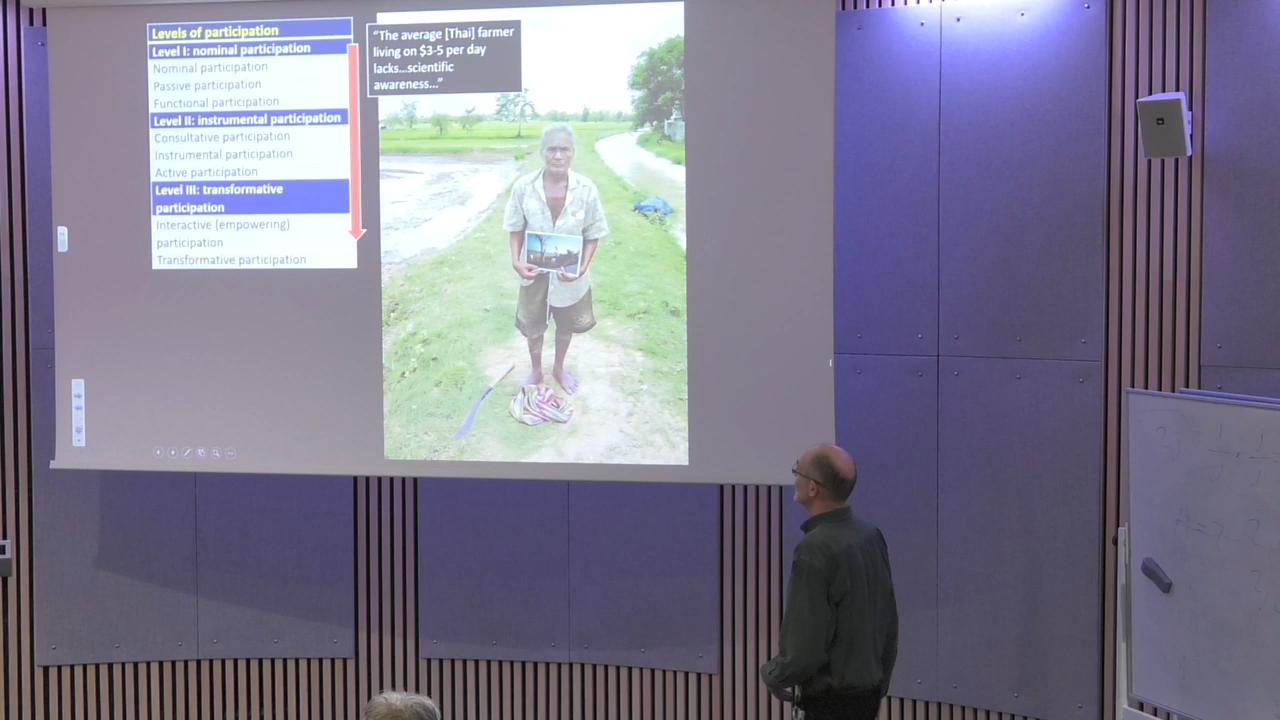 Levels of participation
Level I: nominal participation
Nominal participation
Passive participation
Functional participation
Level II: instrumental participation
Consultative participation
Instrumental participation
Active participation
Level III: transformative
participation
Interactive (empowering)
participation
Transformative participation
“The average [Thai] farmer
living on $3-5 per day
lacks...scientific
awareness...”